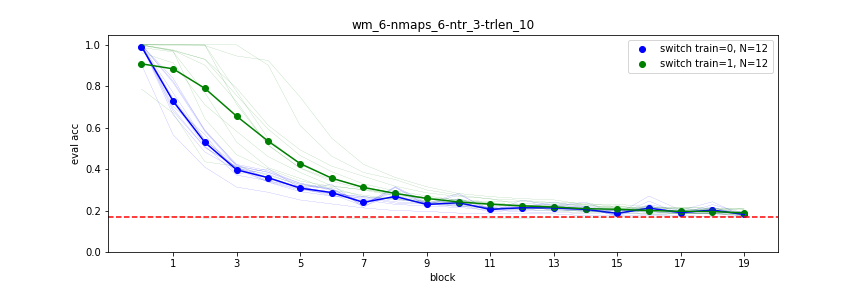 wm_6-nmaps_6-ntr_3-trlen_10
switch train=0, N=12
switch train=1, N=12
eval acc
1.0
0.8
0.6
0.4
0.2
0.0
1 3 5 7 9 11 13 15 17 19
block